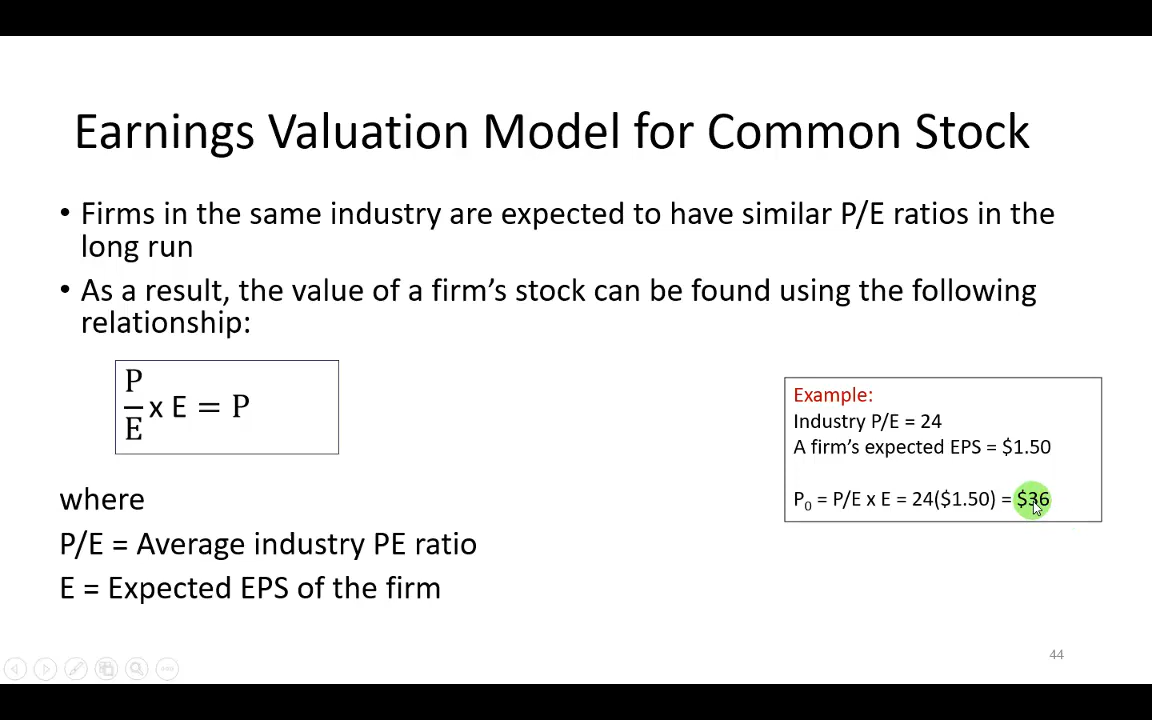 Earnings Valuation Model for Common Stock
• Firms in the same industry are expected to have similar P/E ratios in the
long run
• As a result, the value of a firm’s stock can be found using the following
relationship:
P
— x E = P
E
Example:
Industry P/E = 24
A firm’s expected EPS = $1.50
P₀ = P/E x E = 24($1.50) = $36
where
P/E = Average industry PE ratio
E = Expected EPS of the firm
44